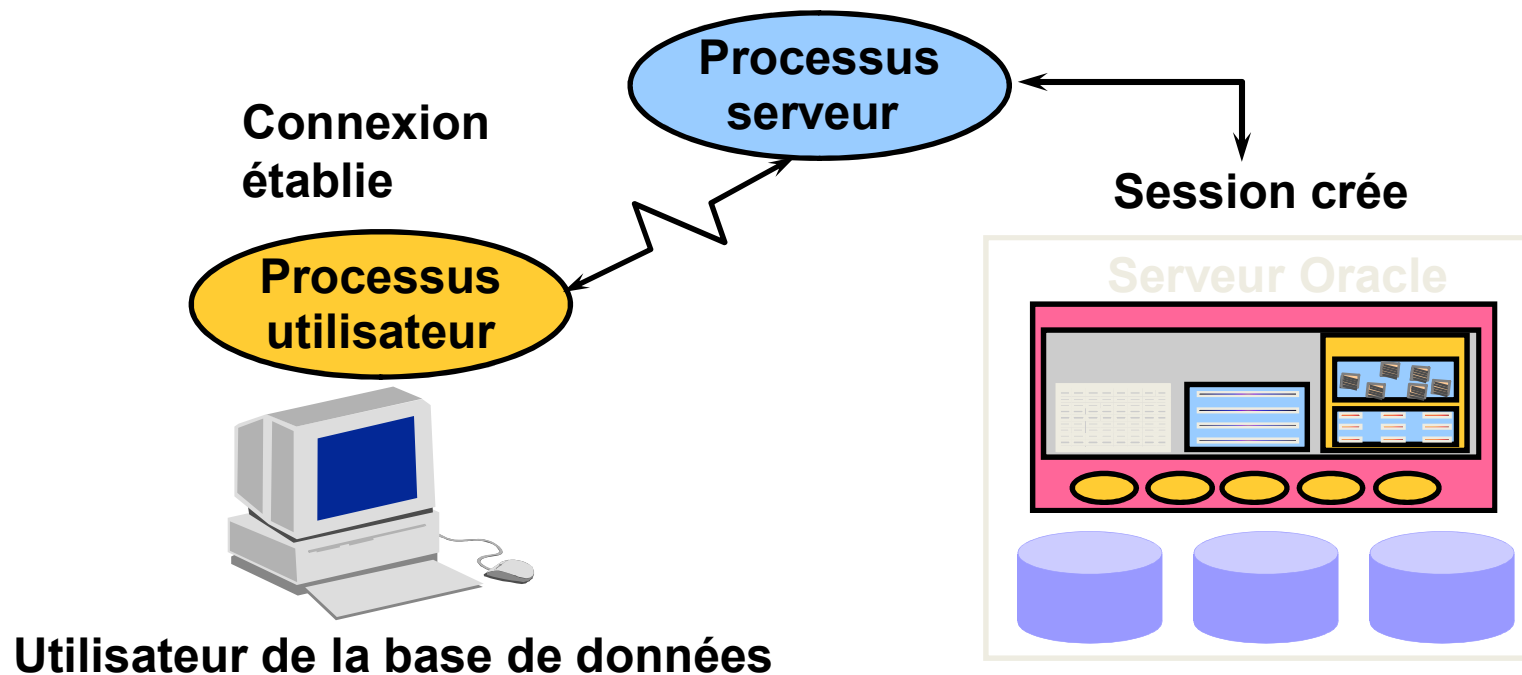 Processus
serveur
Connexion
établie
Session crée
Processus
utilisateur
Serveur Oracle
Utilisateur de la base de données